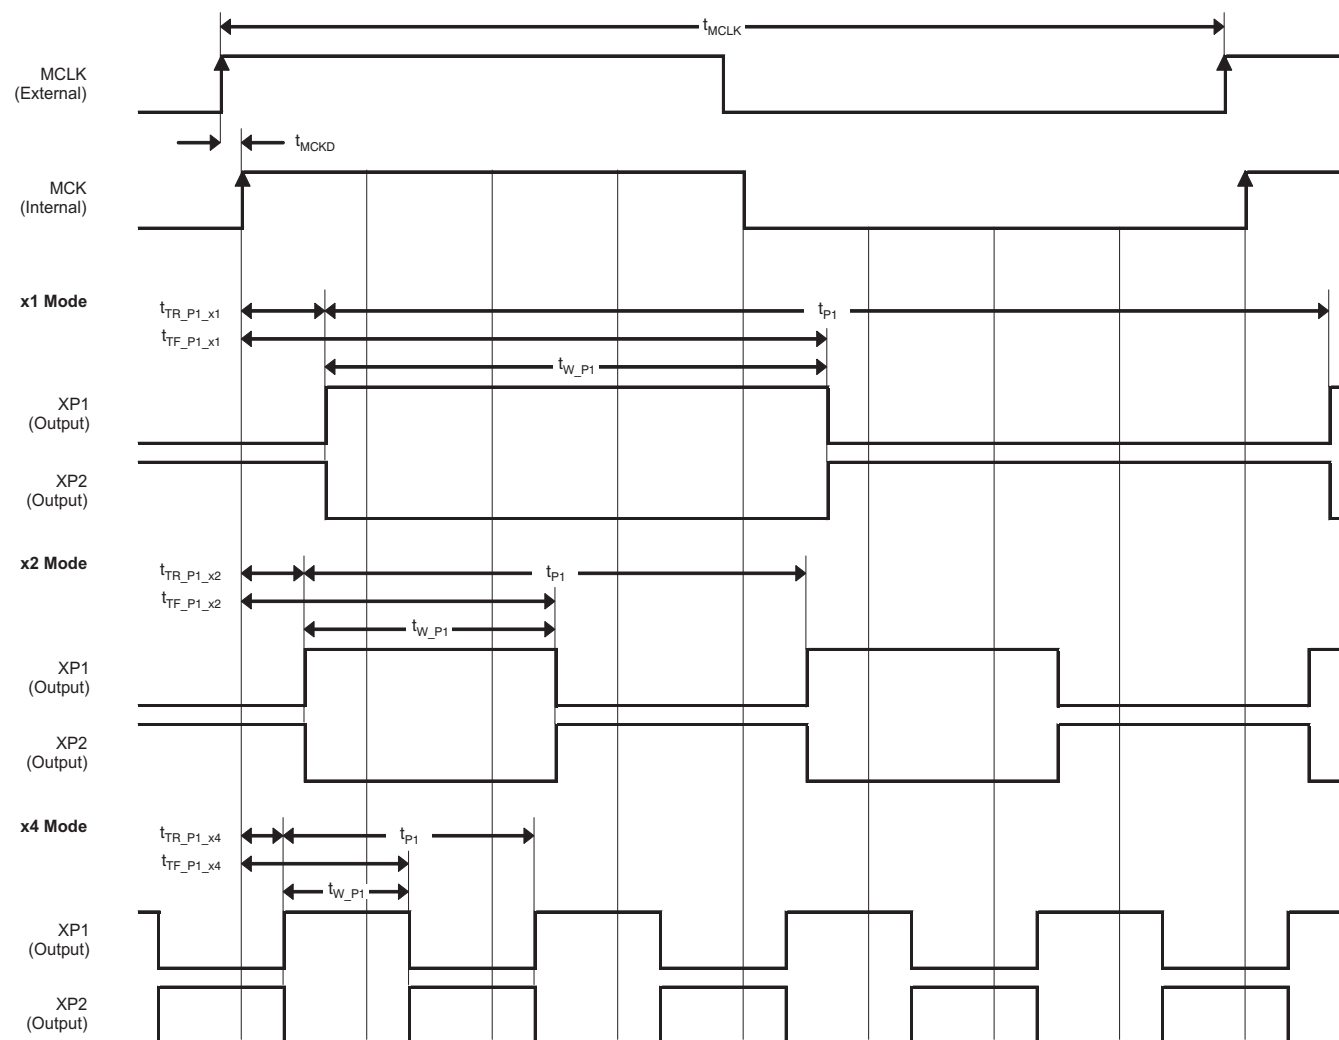 tMCLK
MCLK
(External)
tMCKD
MCK
(Internal)
x1 Mode
tTR_P1_x1
tP1
tTF_P1_x1
tW_P1
XP1
(Output)
XP2
(Output)
x2 Mode
tTR_P1_x2
tP1
tTF_P1_x2
tW_P1
XP1
(Output)
XP2
(Output)
x4 Mode
tTR_P1_x4
tP1
tTF_P1_x4
tW_P1
XP1
(Output)
XP2
(Output)